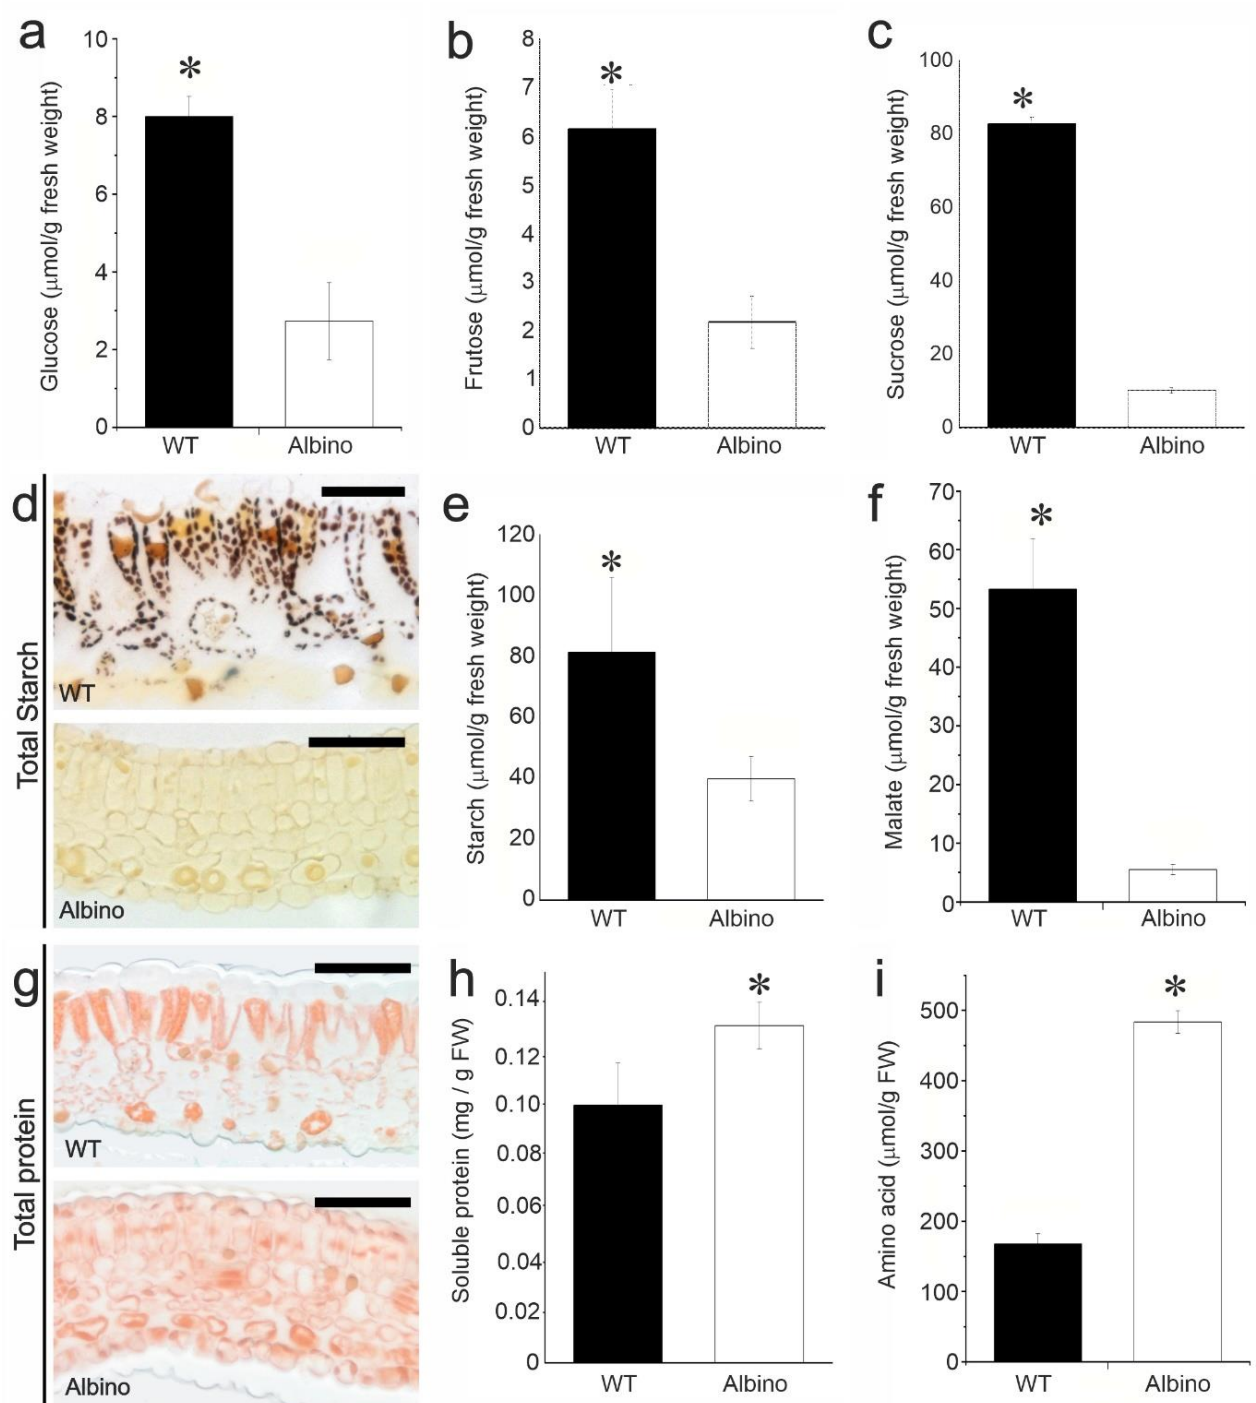 a
10
8
6
4
2
0
Glucose (μmol/g fresh weight)
*
WT
Albino
b
8
7
6
5
4
3
2
1
0
Frutose (μmol/g fresh weight)
*
WT
Albino
c
100
80
60
40
20
0
Sucrose (μmol/g fresh weight)
*
WT
Albino
Total Starch
d
WT
Albino
e
120
100
80
60
40
20
0
Starch (μmol/g fresh weight)
*
WT
Albino
f
70
60
50
40
30
20
10
0
Malate (μmol/g fresh weight)
*
WT
Albino
Total protein
g
WT
Albino
h
0.14
0.12
0.10
0.08
0.06
0.04
0.02
0
Soluble protein (mg / g FW)
*
WT
Albino
i
500
400
300
200
100
0
Amino acid (μmol/g FW)
*
WT
Albino